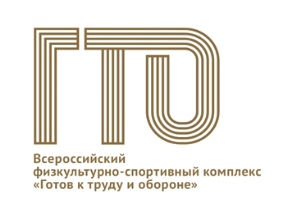 ГТО
Всероссийский
физкультурно-спортивный комплекс
«Готов к труду и обороне»